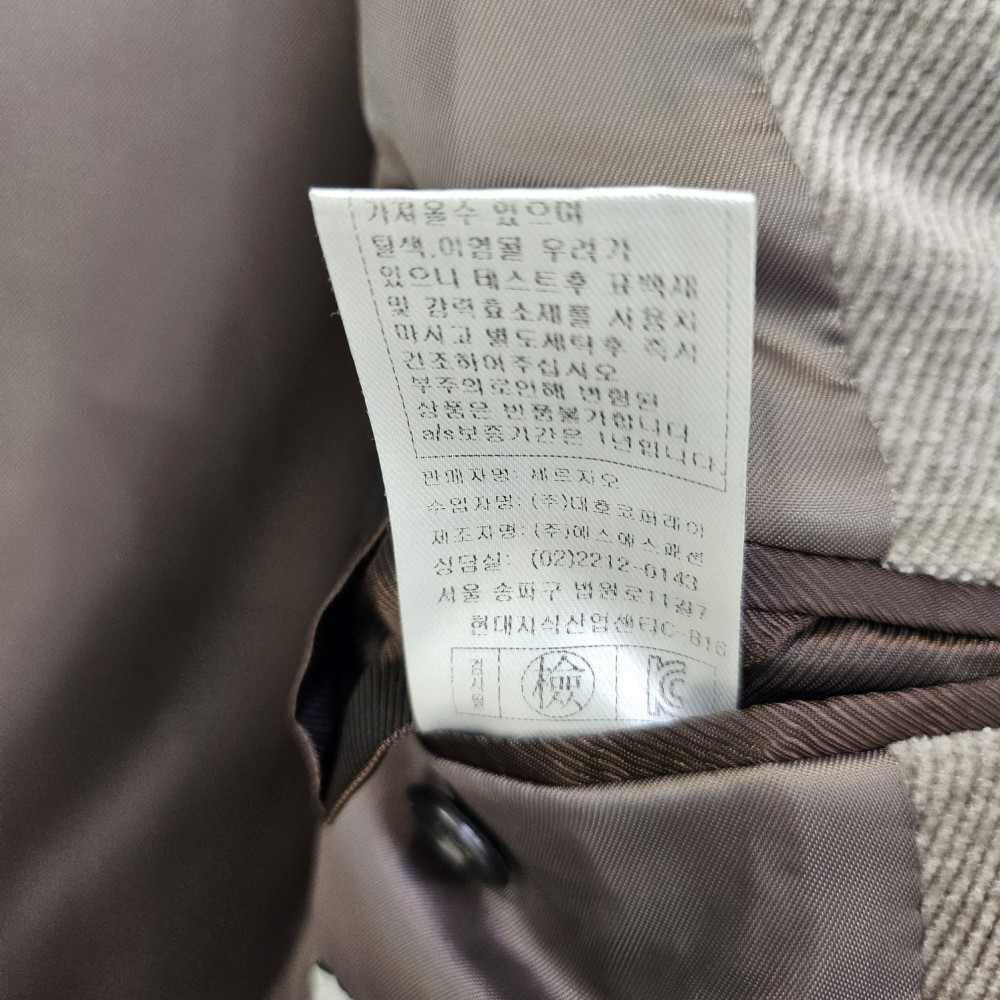 가져올수 있으며
탈색,이염될 우려가
있으니 테스트후 표백재
및 강력효소제를 사용치
마시고 별도세탁후 즉시
건조하여주십시오
부주의로인해 변형된
상품은 반품불가합니다
a/s보증기간은 1년입니다
판매자명: 세르지오
수입자명: (주)대호코퍼레이
제조자명: (주)에스에스패션
상담실: (02)2212-0143
서울 송파구 법원로11길7
현대지식산업센터C-816
檢